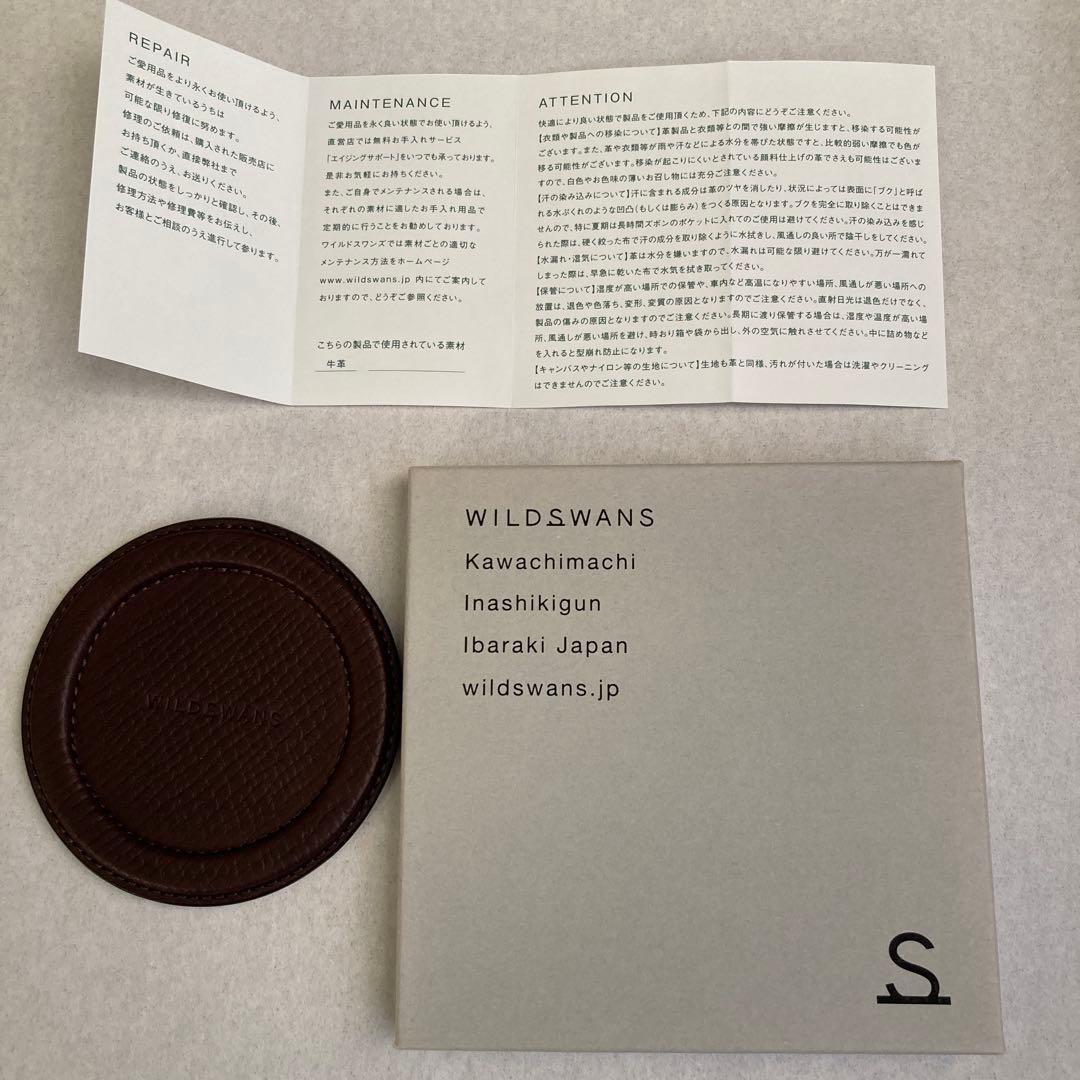 REPAIR
ご愛用品をより永くお使い頂けるよう、
素材が生きているうちは
可能な限り修復に努めます。
修理のご依頼は、購入された販売店に
お持ち頂くか、直接弊社まで
ご連絡のうえ、お送りください。
製品の状態をしっかりと確認し、その後、
修理方法や修理費等をお伝えし、
お客様とご相談のうえ進行して参ります。
MAINTENANCE
ご愛用品を永く良い状態でお使い頂けるよう、
直営店では無料お手入れサービス
「エイジングサポート」をいつでも承っております。
是非お気軽にお持ちください。
また、ご自身でメンテナンスされる場合は、
それぞれの素材に適したお手入れ用品で
定期的に行うことをお勧めしております。
ワイルドスワンズでは素材ごとの適切な
メンテナンス方法をホームページ
www.wildswans.jp 内にてご案内して
おりますので、どうぞご参照ください。
こちらの製品で使用されている素材
牛革
ATTENTION
快適により良い状態で製品をご使用頂くため、下記の内容にどうぞご注意ください。
【衣類や製品への移染について】革製品と衣類等との間で強い摩擦が生じますと、移染する可能性が
ございます。また、革や衣類等が雨や汗などによる水分を帯びた状態ですと、比較的弱い摩擦でも色が
移る可能性がございます。移染が起こりにくいとされている顔料仕上げの革でさえも可能性はございま
すので、白色やお色味の薄いお召し物には充分ご注意ください。
【汗の染み込みについて】汗に含まれる成分は革のツヤを消したり、状況によっては表面に「ブク」と呼ば
れる水ぶくれのような凹凸(もしくは膨らみ)をつくる原因となります。ブクを完全に取り除くことはできま
せんので、特に夏期は長時間ズボンのポケットに入れてのご使用は避けてください。汗の染み込みを感じ
られた際は、硬く絞った布で汗の成分を取り除くように水拭きし、風通しの良い所で陰干しをしてください。
【水漏れ・湿気について】革は水分を嫌いますので、水漏れは可能な限り避けてください。万が一濡れて
しまった際は、早急に乾いた布で水気を拭き取ってください。
【保管について】湿度が高い場所での保管や、車内など高温になりやすい場所、風通しが悪い場所への
放置は、退色や色落ち、変形、変質の原因となりますのでご注意ください。直射日光は退色だけでなく、
製品の傷みの原因となりますのでご注意ください。長期に渡り保管する場合は、湿度や温度が高い場
所、風通しが悪い場所を避け、時おり箱や袋から出し、外の空気に触れさせてください。中に詰め物など
を入れると型崩れ防止になります。
【キャンバスやナイロン等の生地について】生地も革と同様、汚れが付いた場合は洗濯やクリーニング
はできませんのでご注意ください。
WILDSWANS
WILDSWANS
Kawachimachi
Inashikigun
Ibaraki Japan
wildswans.jp
S